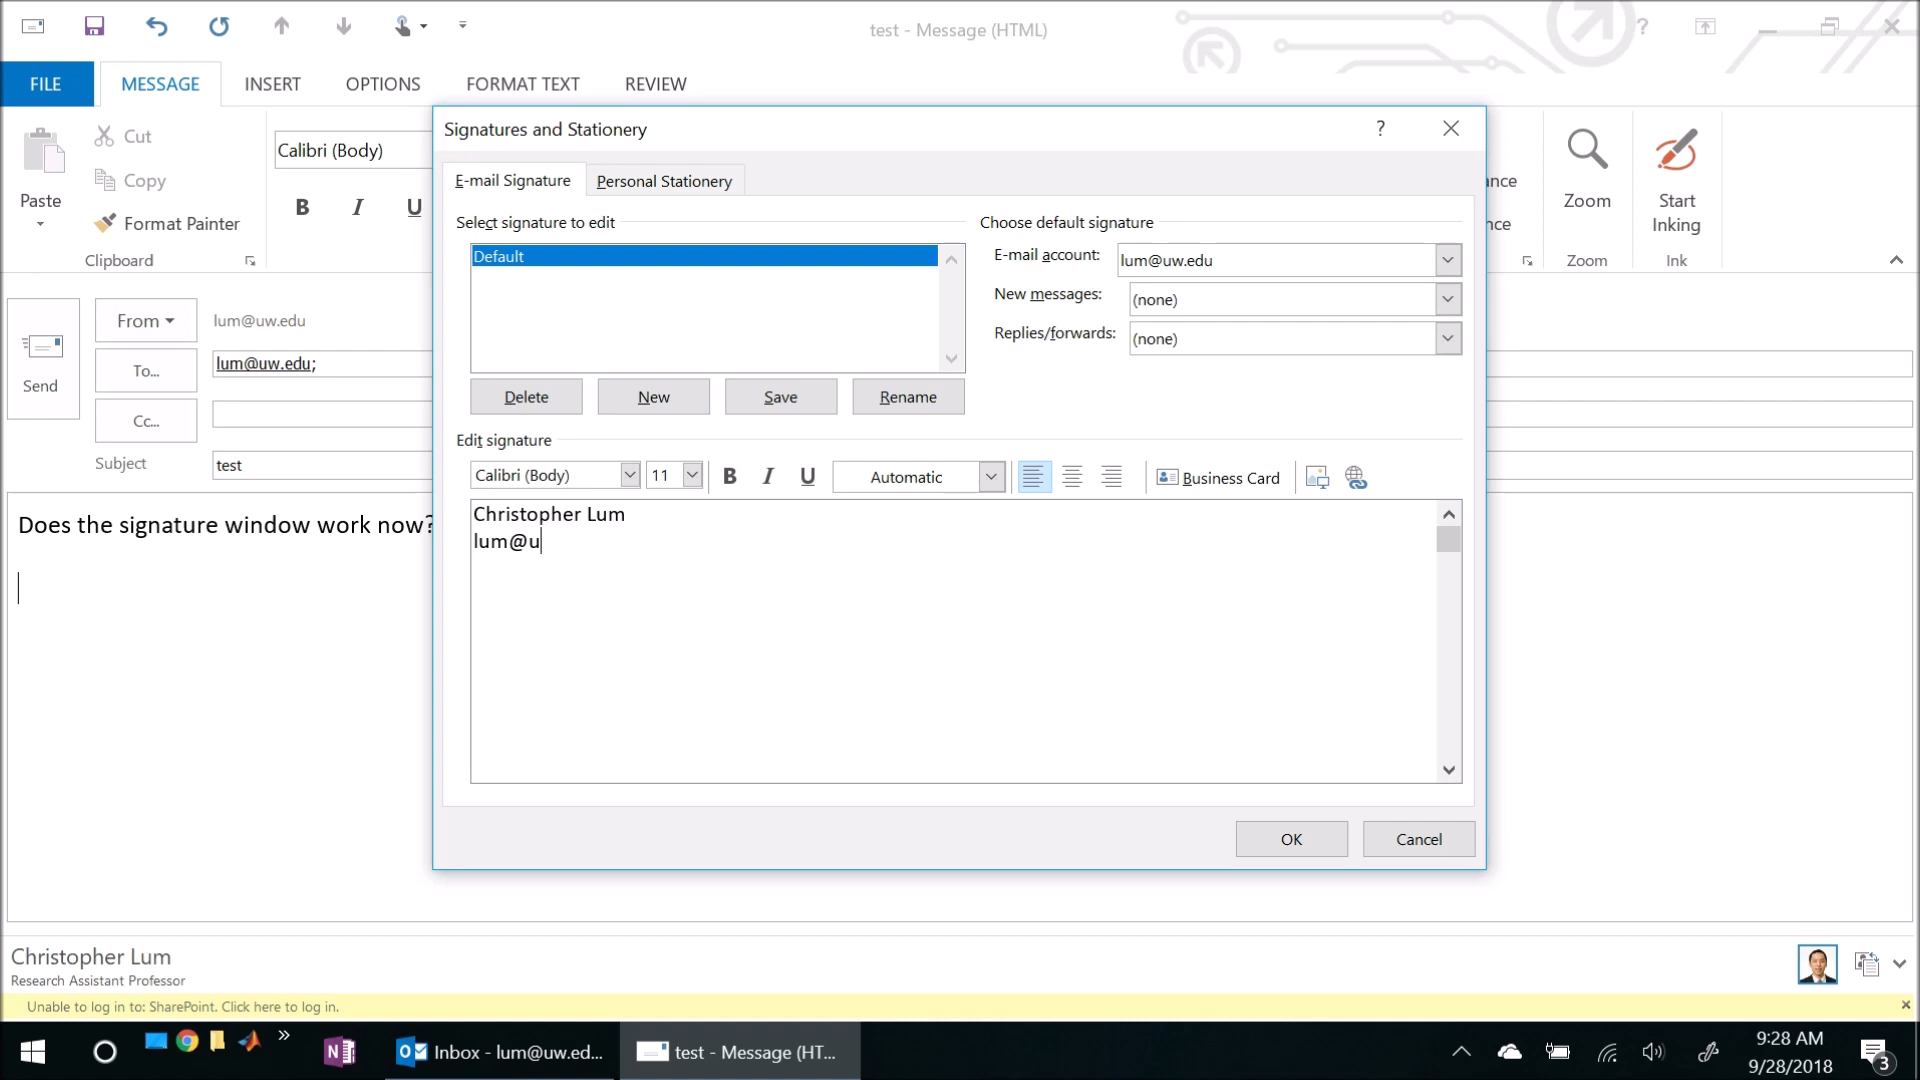 test - Message (HTML)
?
FILE
MESSAGE
INSERT
OPTIONS
FORMAT TEXT
REVIEW
Paste
Cut
Copy
Format Painter
Clipboard
Calibri (Body)
B I U
Zoom
Zoom
Start
Inking
Ink
Send
From
lum@uw.edu
To...
lum@uw.edu;
Cc...
Subject
test
Does the signature window work now?
Signatures and Stationery
?
E-mail Signature
Personal Stationery
Select signature to edit
Default
Delete
New
Save
Rename
Choose default signature
E-mail account:
lum@uw.edu
New messages:
(none)
Replies/forwards:
(none)
Edit signature
Calibri (Body)
11
B I U
Automatic
Business Card
Christopher Lum
lum@u
OK
Cancel
Christopher Lum
Research Assistant Professor
Unable to log in to: SharePoint. Click here to log in.
Inbox - lum@uw.ed...
test - Message (HT...
9:28 AM
9/28/2018
3